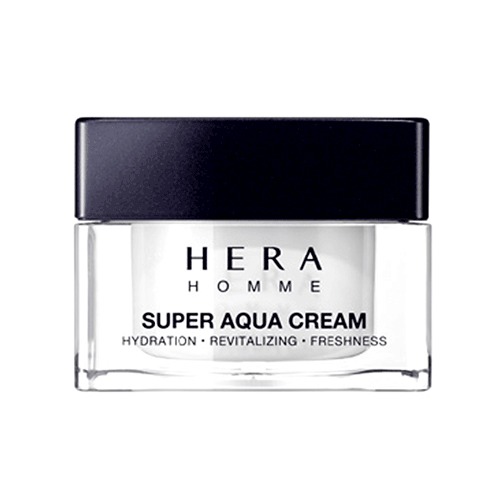 HERA
HOMME
SUPER AQUA CREAM
HYDRATION • REVITALIZING • FRESHNESS